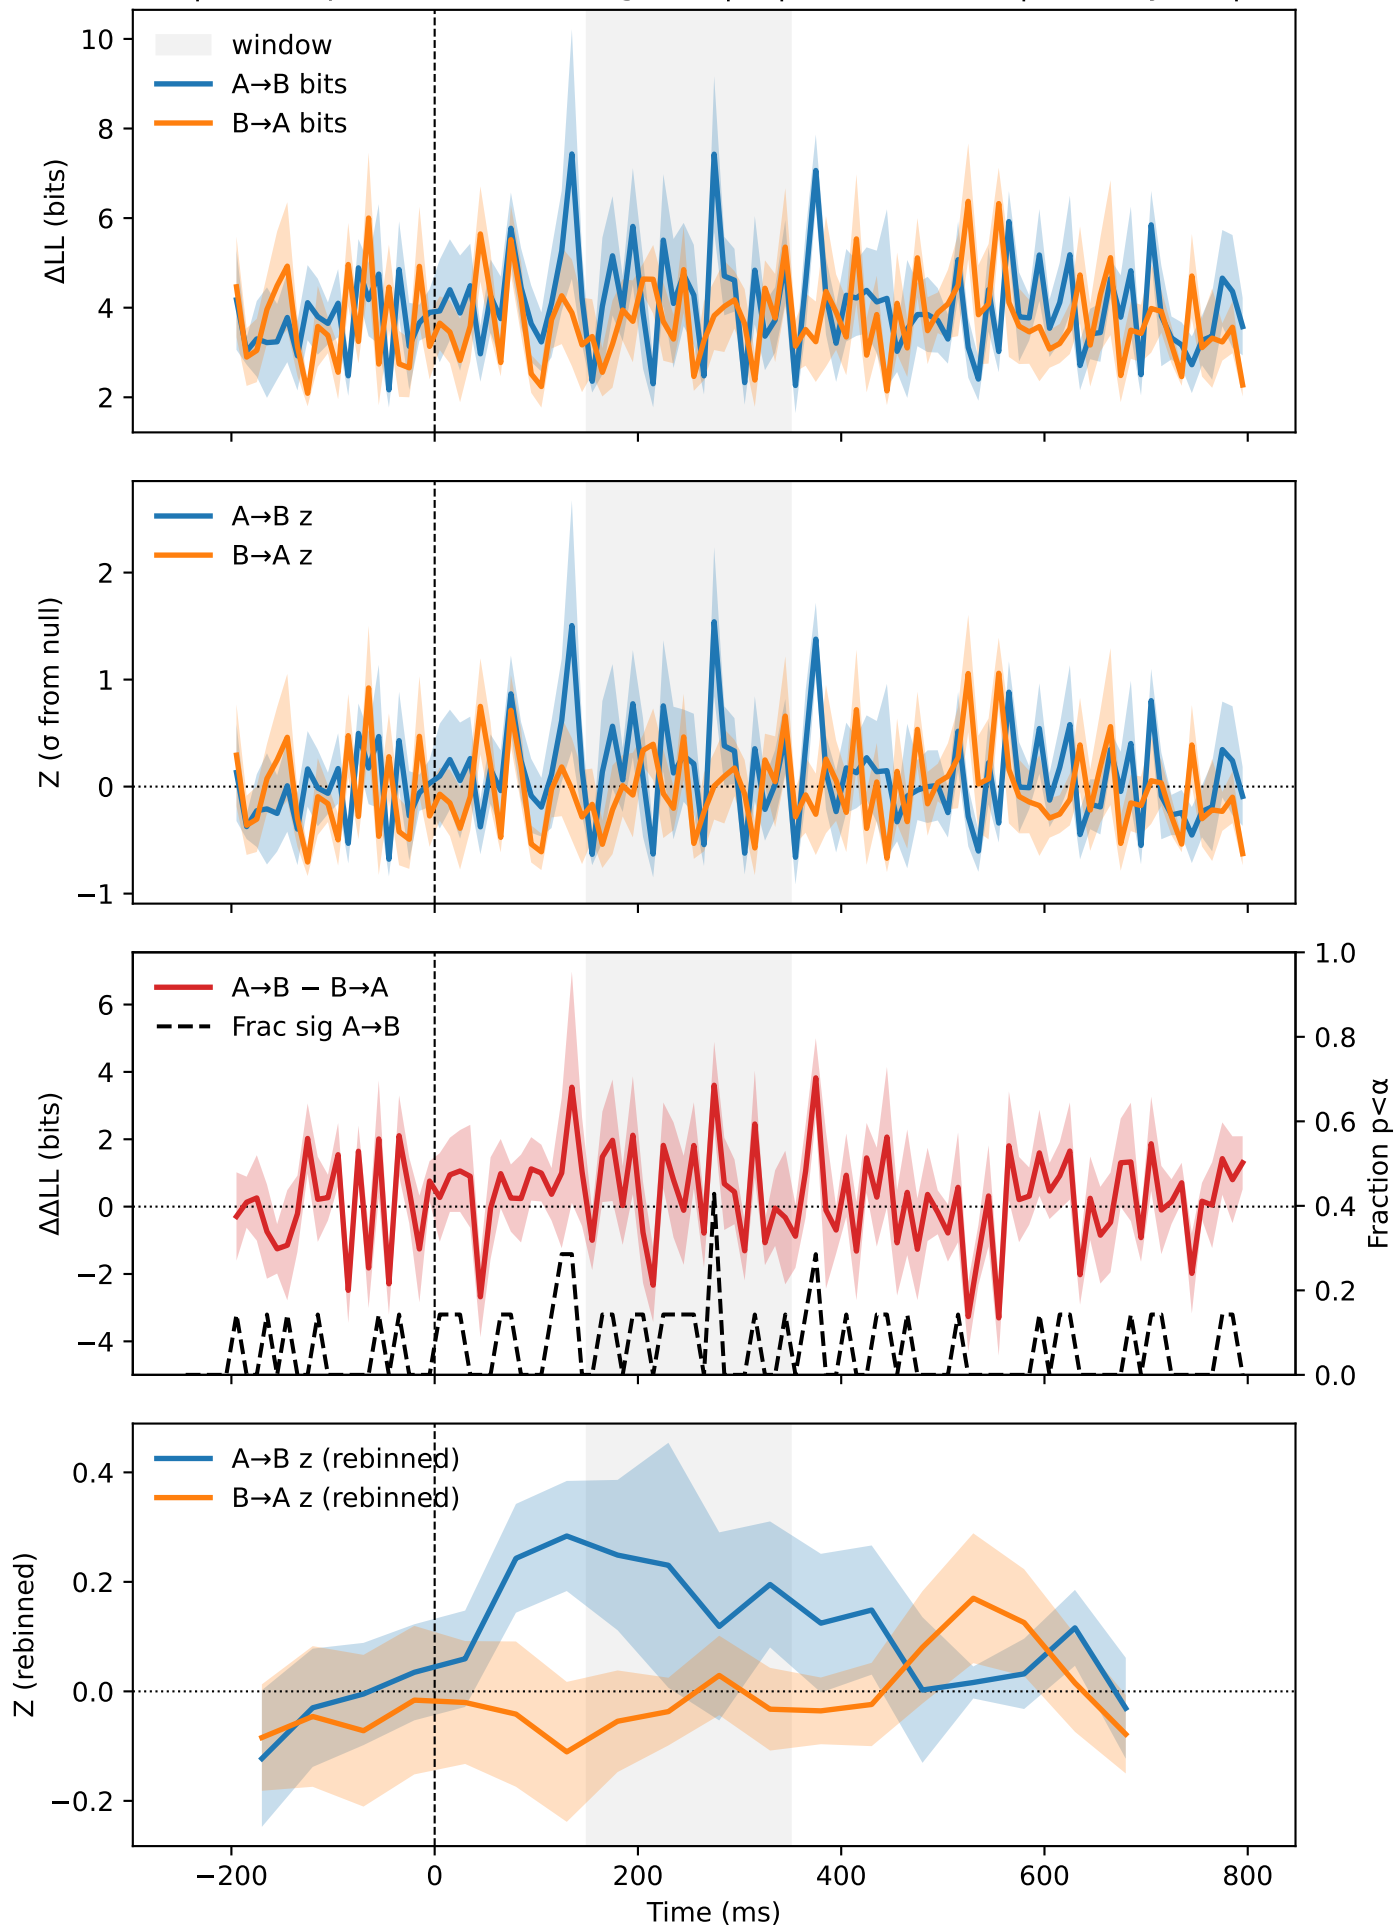 10
8
6
4
2
ΔLL (bits)
window
A→B bits
B→A bits
2
1
0
−1
Z (σ from null)
A→B z
B→A z
6
4
2
0
−2
−4
ΔΔLL (bits)
A→B − B→A
Frac sig A→B
1.0
0.8
0.6
0.4
0.2
0.0
Fraction p<α
0.4
0.2
0.0
−0.2
Z (rebinned)
A→B z (rebinned)
B→A z (rebinned)
−200 0 200 400 600 800
Time (ms)